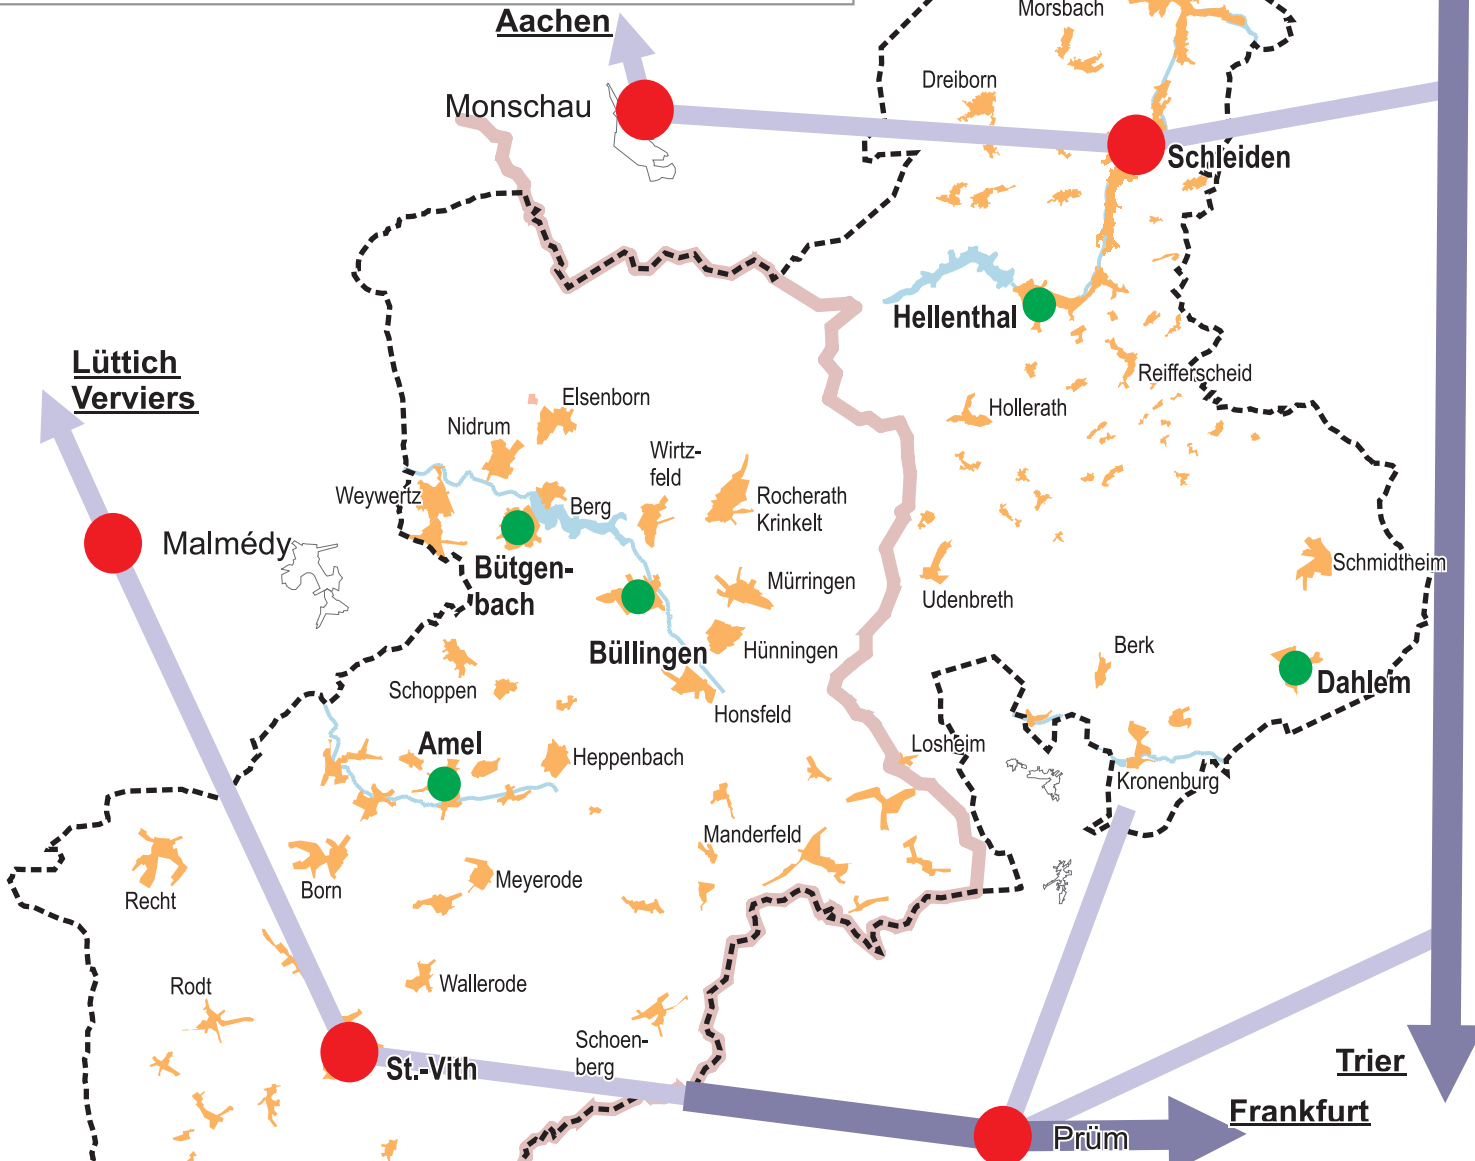 Morsbach
Aachen
Dreiborn
Monschau
Schleiden
Hellenthal
Lüttich
Verviers
Reifferscheid
Elsenborn
Hollerath
Nidrum
Wirtz-
feld
Weywertz
Berg
Rocherath
Krinkelt
Malmédy
Schmidtheim
Bütgen-
bach
Mürringen
Udenbreth
Büllingen
Hünningen
Berk
Schoppen
Dahlem
Honsfeld
Amel
Heppenbach
Losheim
Kronenburg
Manderfeld
Meyerode
Born
Recht
Wallerode
Rodt
Schoen-
berg
St.-Vith
Trier
Frankfurt
Prüm